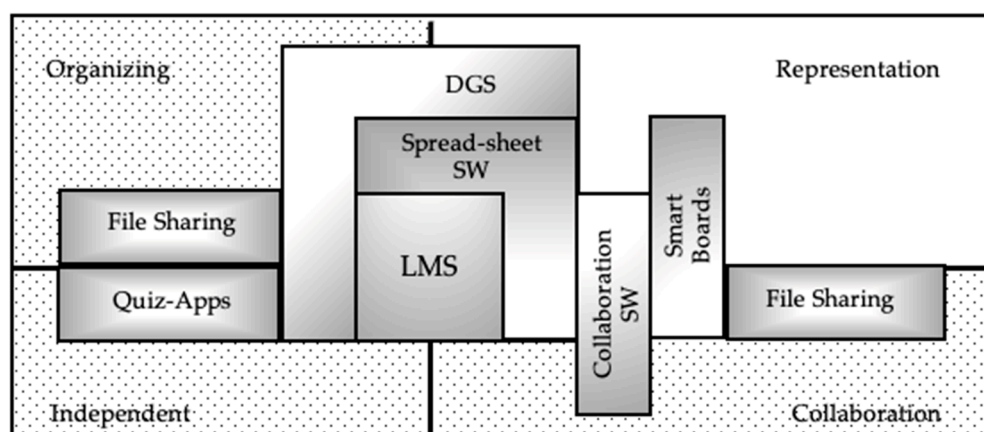 Organizing
Representation
DGS
Spread-sheet
SW
File Sharing
LMS
Quiz-Apps
Collaboration
SW
Smart
Boards
File Sharing
Independent
Collaboration